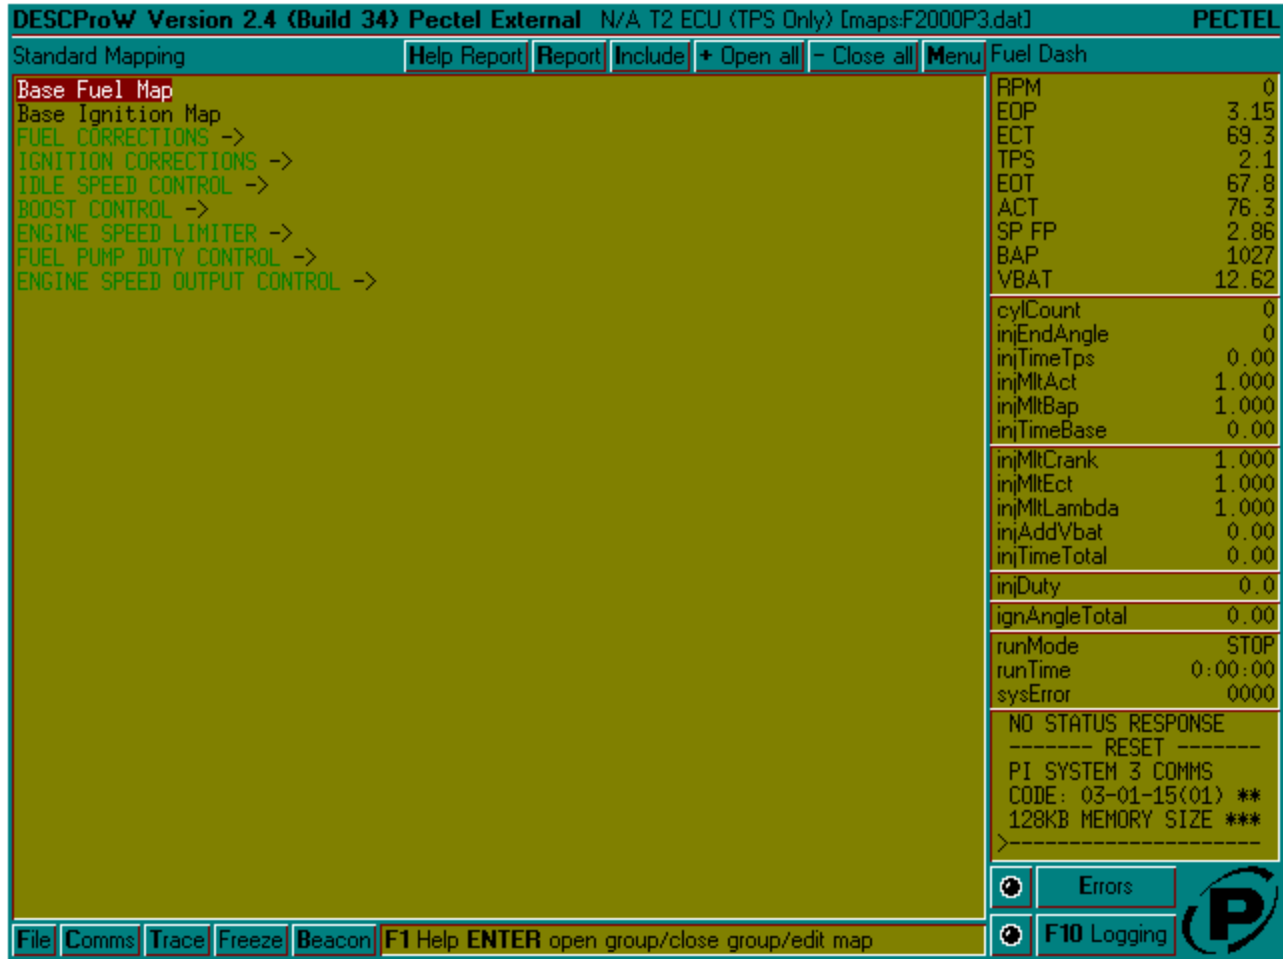 DESCProW Version 2.4 (Build 34) Pectel External N/A T2 ECU (TPS Only) [maps:F2000P3.dat] PECTEL
Standard Mapping Help Report Report Include + Open all - Close all Menu Fuel Dash
Base Fuel Map
Base Ignition Map
FUEL CORRECTIONS ->
IGNITION CORRECTIONS ->
IDLE SPEED CONTROL ->
BOOST CONTROL ->
ENGINE SPEED LIMITER ->
FUEL PUMP DUTY CONTROL ->
ENGINE SPEED OUTPUT CONTROL ->
RPM 0
EOP 3.15
ECT 69.3
TPS 2.1
EOT 67.8
ACT 76.3
SP FP 2.86
BAP 1027
VBAT 12.62
cylCount 0
injEndAngle 0
injTimeTps 0.00
injMltAct 1.000
injMltBap 1.000
injTimeBase 0.00
injMltCrank 1.000
injMltEct 1.000
injMltLambda 1.000
injAddVbat 0.00
injTimeTotal 0.00
injDuty 0.0
ignAngleTotal 0.00
runMode STOP
runTime 0:00:00
sysError 0000
NO STATUS RESPONSE
------- RESET -------
PI SYSTEM 3 COMMS
CODE: 03-01-15(01) **
128KB MEMORY SIZE ***
>---------------------
Errors
F10 Logging
P
File Comms Trace Freeze Beacon F1 Help ENTER open group/close group/edit map